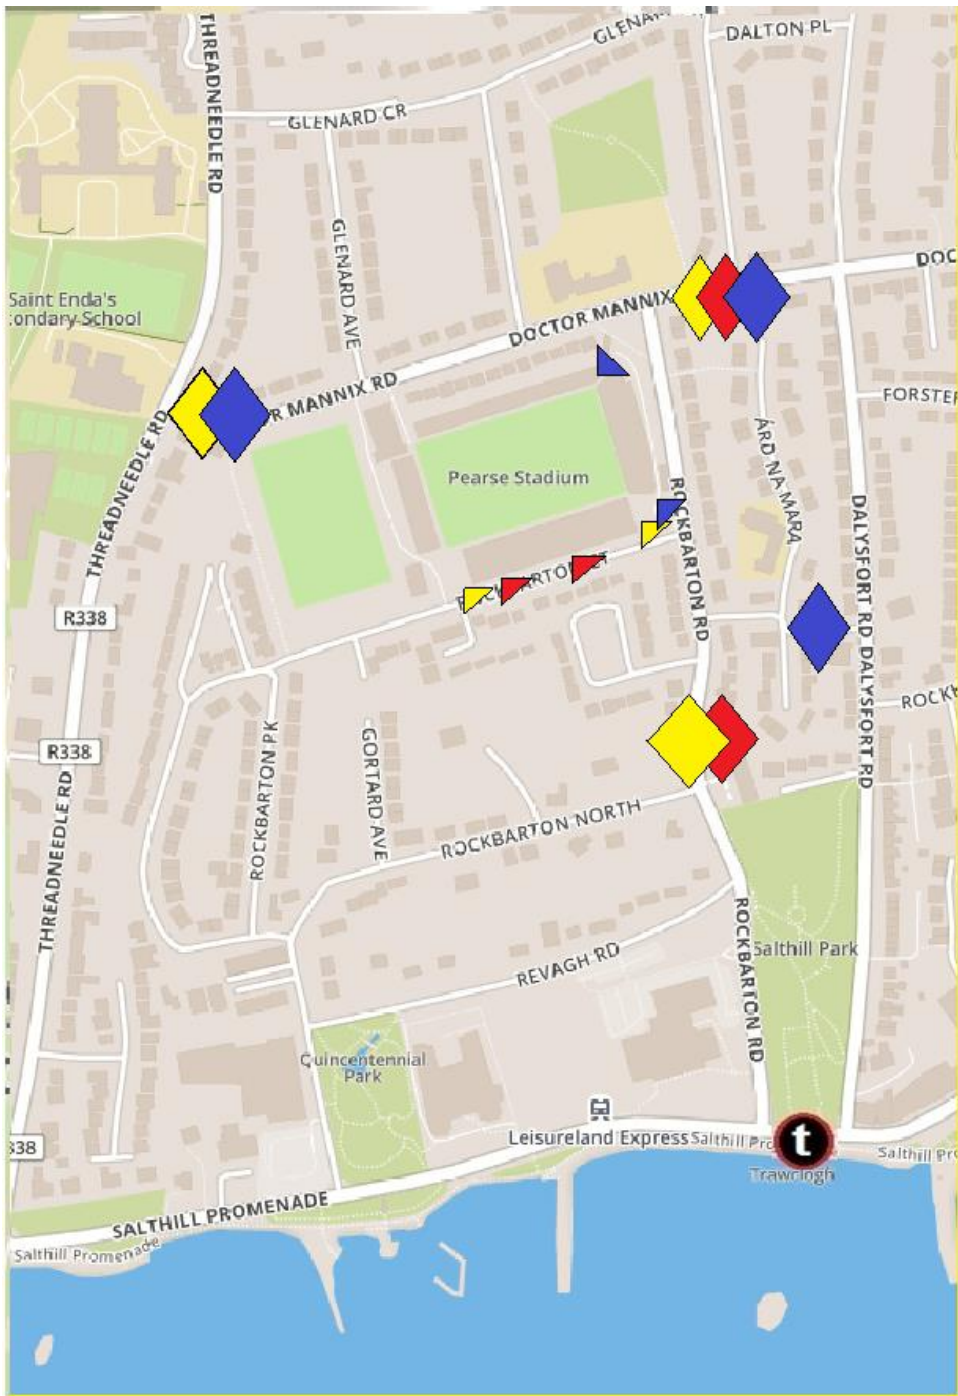 GLENA
DALTON PL
THREADNEEDLE RD
GLENARD CR
GLENARD AVE
DOC
Saint Enda's
condary School
DOCTOR MANNIX
R MANNIX RD
FORSTE
THREADNEEDLE RD
ÁRD NA MARA
Pearse Stadium
ROCKBARTON RD
DALYSFORT RD
R338
DALYSFORT RD
ROCK
R338
ROCKBARTON PK
GORTARD AVE
ROCKBARTON NORTH
THREADNEEDLE RD
ROCKBARTON RD
Salthill Park
REVAGH RD
Quincentennial
Park
Leisureland Express
Salthill Pro
t
Salthill Pr
338
Trawelogh
SALTHILL PROMENADE
Salthill Promenade